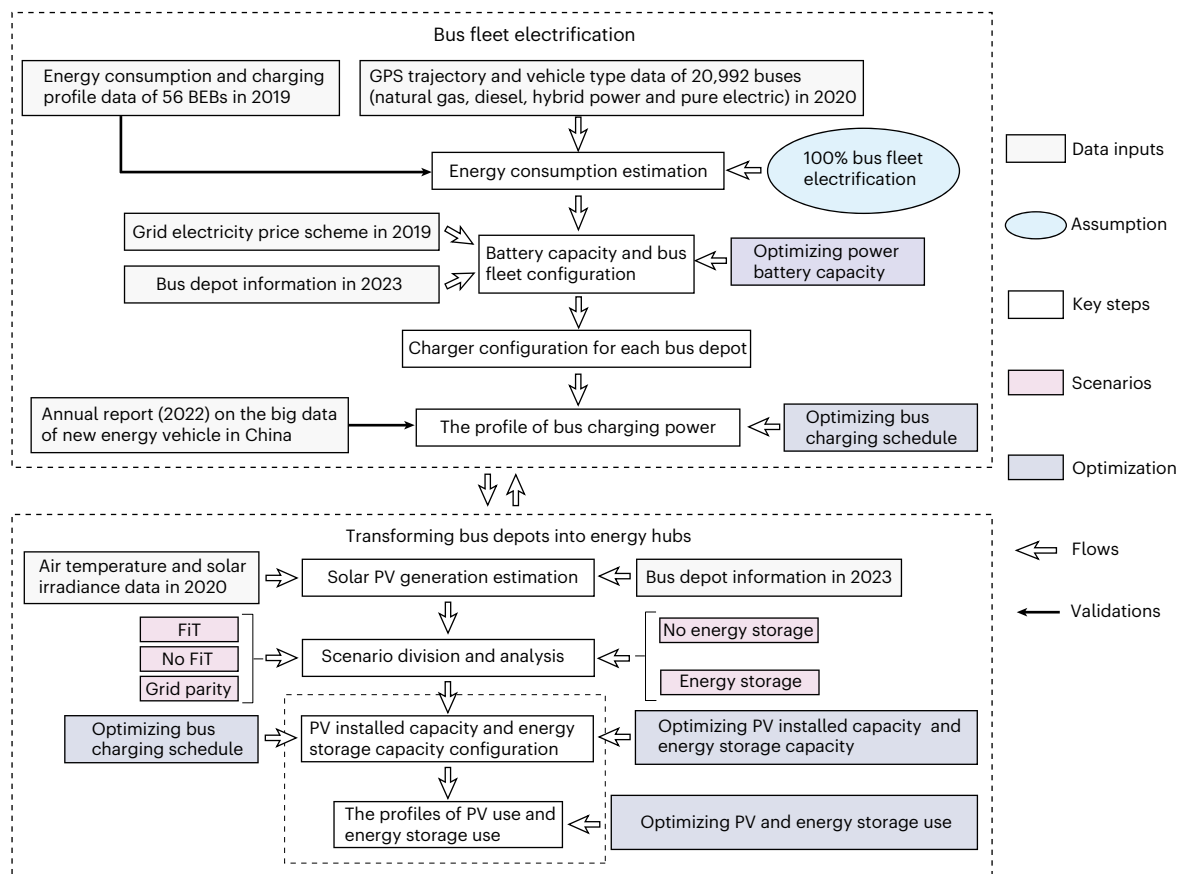 Bus fleet electrification
Energy consumption and charging
profile data of 56 BEBs in 2019
GPS trajectory and vehicle type data of 20,992 buses
(natural gas, diesel, hybrid power and pure electric) in 2020
Energy consumption estimation
100% bus fleet
electrification
Grid electricity price scheme in 2019
Bus depot information in 2023
Battery capacity and bus
fleet configuration
Optimizing power
battery capacity
Charger configuration for each bus depot
Annual report (2022) on the big data
of new energy vehicle in China
The profile of bus charging power
Optimizing bus
charging schedule
Transforming bus depots into energy hubs
Air temperature and solar
irradiance data in 2020
Solar PV generation estimation
Bus depot information in 2023
FiT
No FiT
Grid parity
Scenario division and analysis
No energy storage
Energy storage
Optimizing bus
charging schedule
PV installed capacity and energy
storage capacity configuration
Optimizing PV installed capacity and
energy storage capacity
The profiles of PV use and
energy storage use
Optimizing PV and energy storage use
Data inputs
Assumption
Key steps
Scenarios
Optimization
Flows
Validations